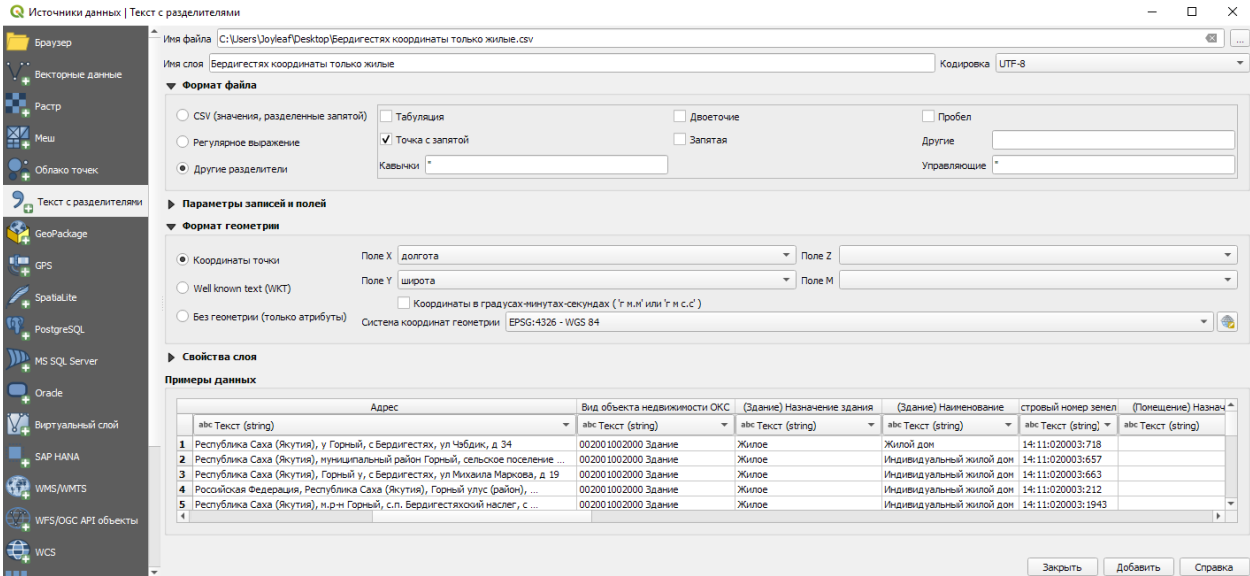 Источники данных | Текст с разделителями
Браузер
Векторные данные
Растр
Меш
Облако точек
Текст с разделителями
GeoPackage
GPS
SpatiaLite
PostgreSQL
MS SQL Server
Oracle
Виртуальный слой
SAP HANA
WMS/WMTS
WFS/OGC API объекты
WCS
Имя файла C:\Users\Joyleaf\Desktop\Бердигестях координаты только жилые.csv ...
Имя слоя Бердигестях координаты только жилые Кодировка UTF-8
Формат файла
CSV (значения, разделенные запятой) Табуляция Двоеточие Пробел
Регулярное выражение Точка с запятой Запятая Другие
Другие разделители Кавычки " Управляющие "
Параметры записей и полей
Формат геометрии
Координаты точки Поле X долгота Поле Z
Well known text (WKT) Поле Y широта Поле M
Координаты в градусах-минутах-секундах ( 'г м.м' или 'г м с.с' )
Без геометрии (только атрибуты) Система координат геометрии EPSG:4326 - WGS 84
Свойства слоя
Примеры данных
Адрес Вид объекта недвижимости ОКС (Здание) Назначение здания (Здание) Наименование стровый номер земел (Помещение) Назнач
abc Текст (string) abc Текст (string) abc Текст (string) abc Текст (string) abc Текст (string) abc Текст (string)
1 Республика Саха (Якутия), у Горный, с Бердигестях, ул Чэбдик, д 34 002001002000 Здание Жилое Жилой дом 14:11:020003:718
2 Республика Саха (Якутия), муниципальный район Горный, сельское поселение ... 002001002000 Здание Жилое Индивидуальный жилой дом 14:11:020003:657
3 Республика Саха (Якутия), Горный у, с Бердигестях, ул Михаила Маркова, д 19 002001002000 Здание Жилое Индивидуальный жилой дом 14:11:020003:663
4 Российская Федерация, Республика Саха (Якутия), Горный улус (район), ... 002001002000 Здание Жилое Индивидуальный жилой дом 14:11:020003:212
5 Республика Саха (Якутия), м.р-н Горный, с.п. Бердигестяхский наслег, с ... 002001002000 Здание Жилое Индивидуальный жилой дом 14:11:020003:1943
Закрыть Добавить Справка